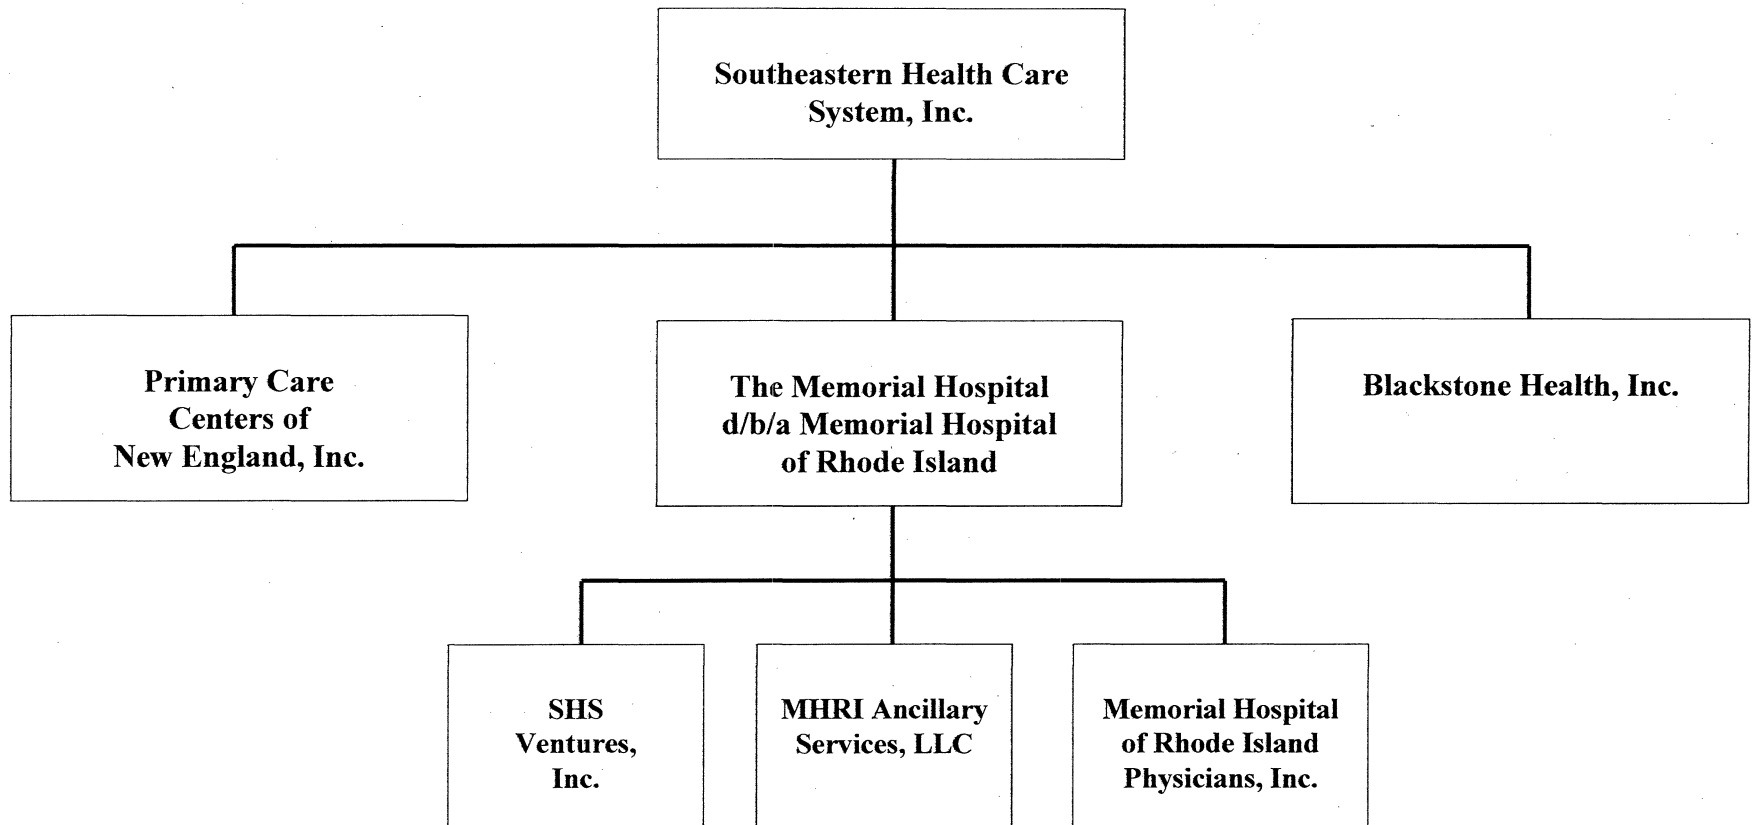 Southeastern Health Care
System, Inc.
Primary Care
Centers of
New England, Inc.
The Memorial Hospital
d/b/a Memorial Hospital
of Rhode Island
Blackstone Health, Inc.
SHS
Ventures,
Inc.
MHRI Ancillary
Services, LLC
Memorial Hospital
of Rhode Island
Physicians, Inc.